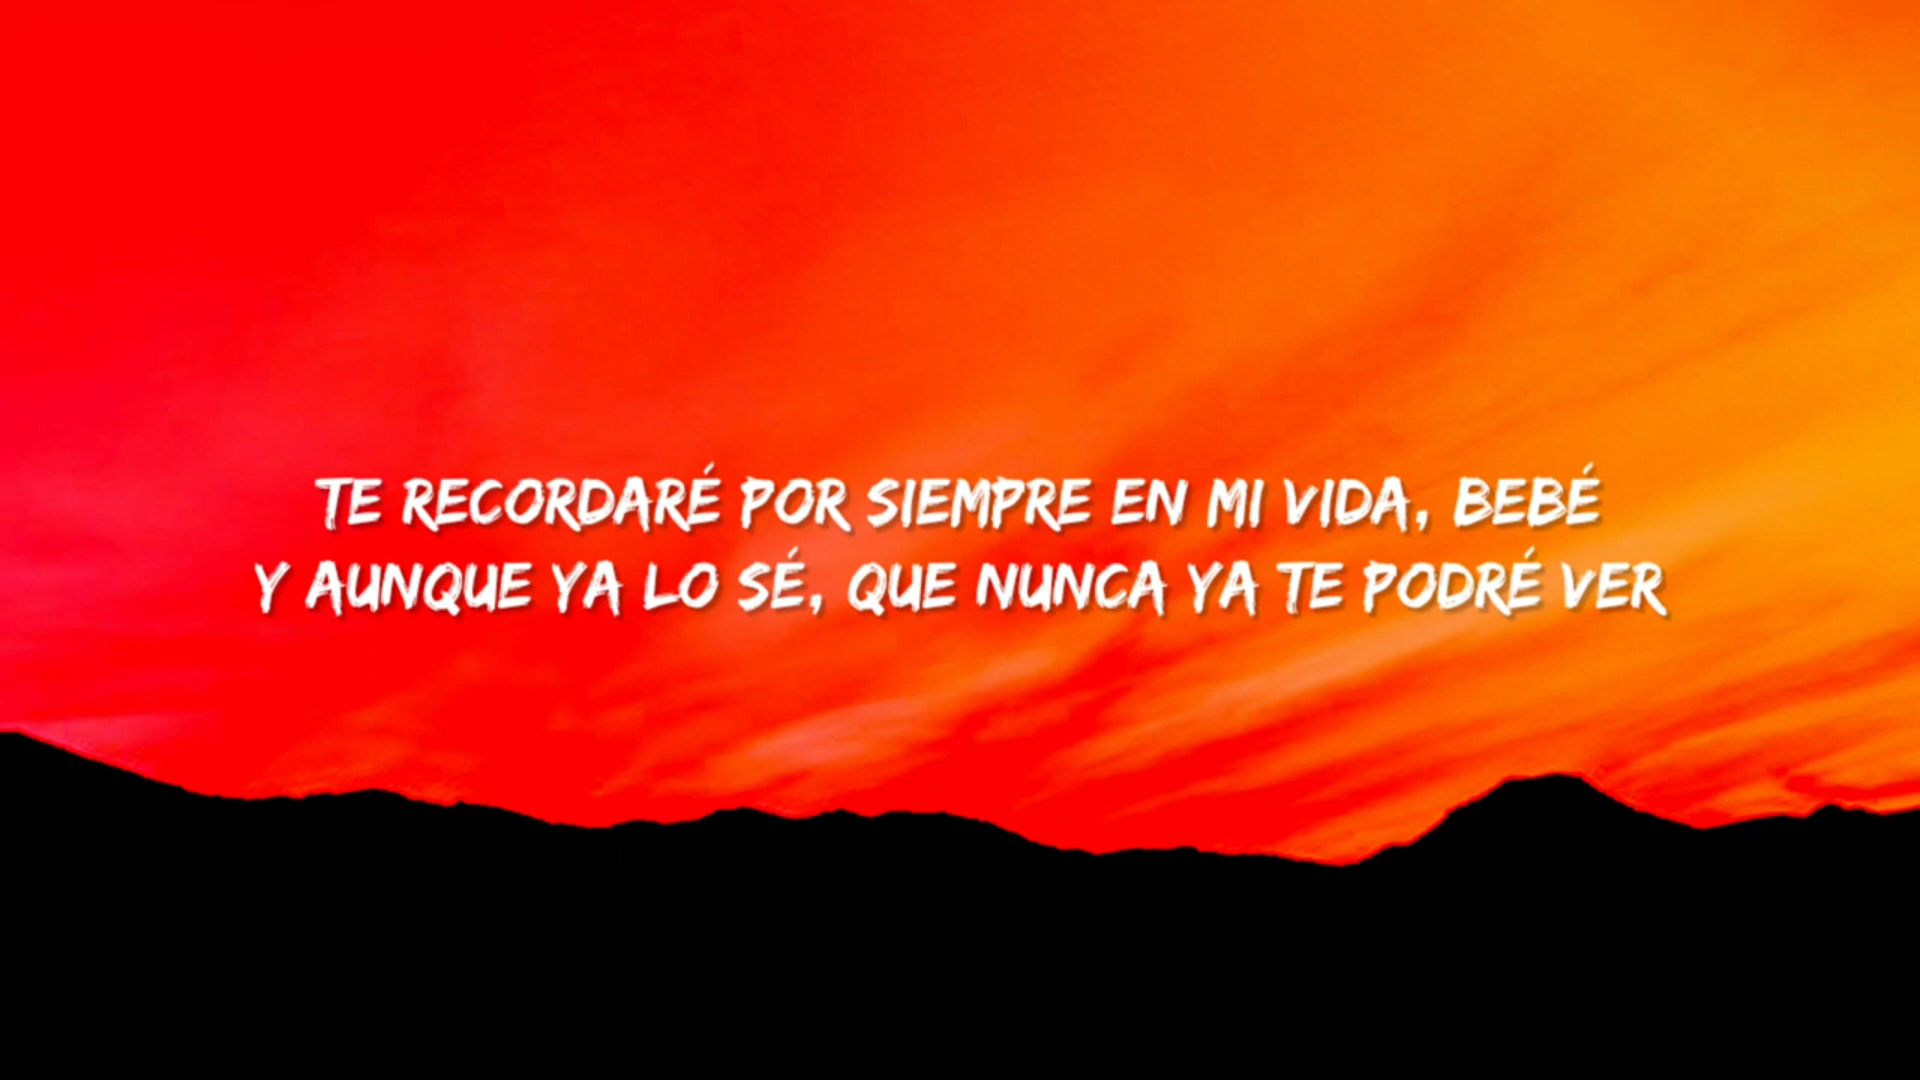 TE RECORDARÉ POR SIEMPRE EN MI VIDA, BEBÉ
Y AUNQUE YA LO SÉ, QUE NUNCA YA TE PODRÉ VER